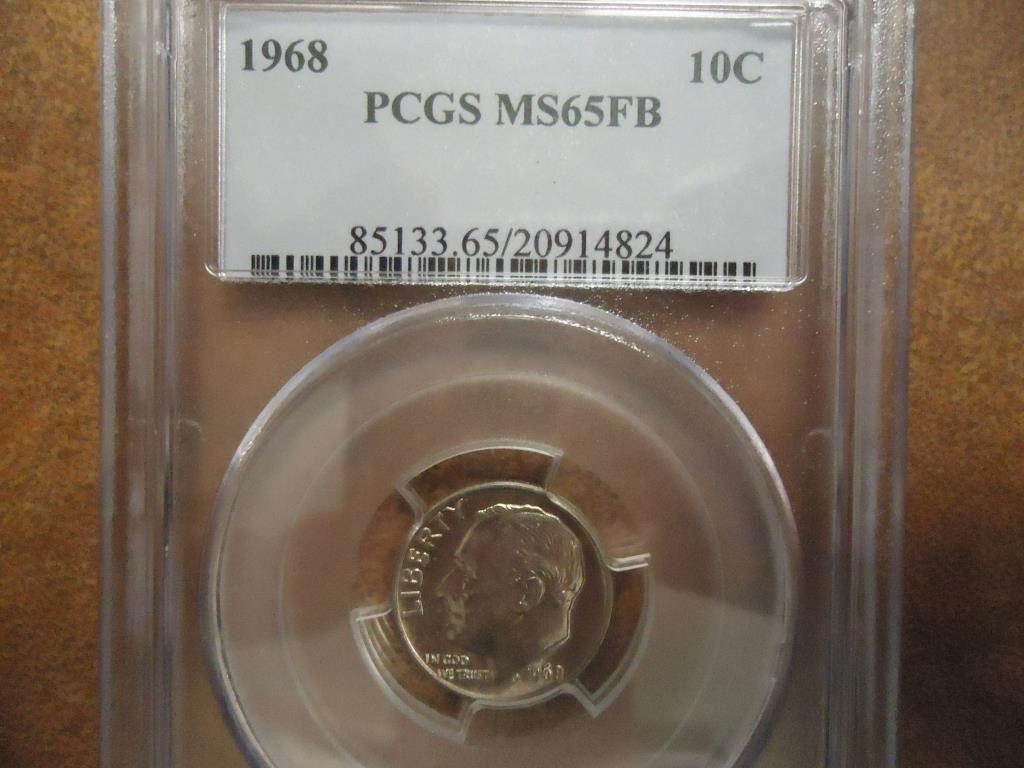 1968 10C
PCGS MS65FB
85133.65/20914824
LIBERTY
IN GOD
WE TRUST